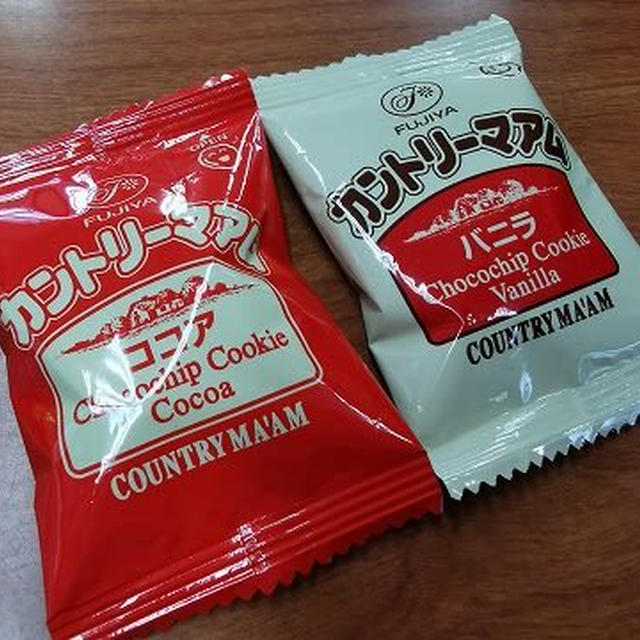 OPEN
FUJIYA
カントリーマアム
ココア
Chocochip Cookie
Cocoa
COUNTRY MA'AM
FUJIYA
カントリーマアム
バニラ
Chocochip Cookie
Vanilla
COUNTRY MA'AM